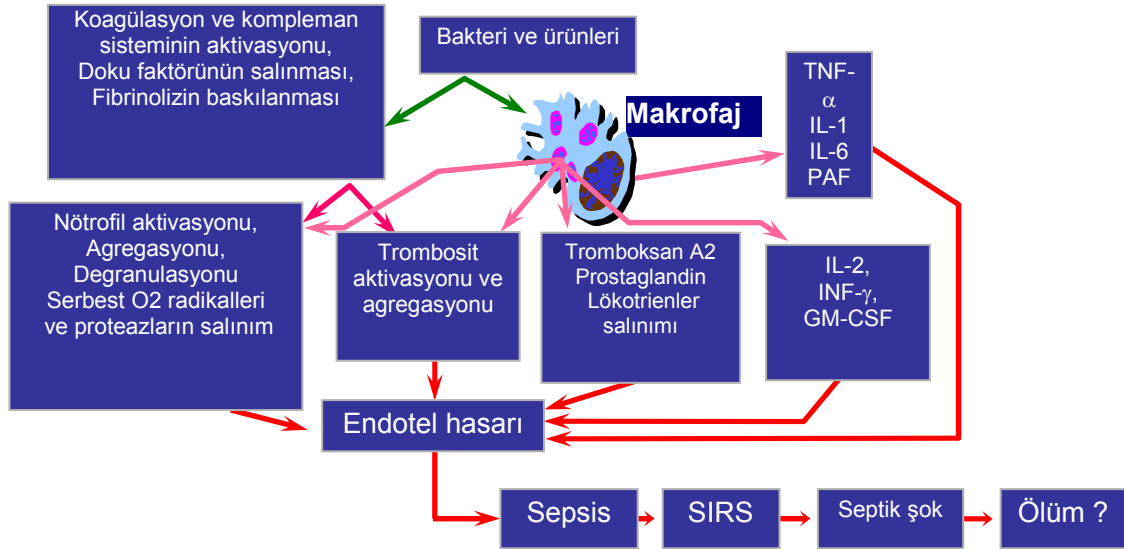 Koagülasyon ve kompleman
sisteminin aktivasyonu,
Doku faktörünün salınması,
Fibrinolizin baskılanması
Bakteri ve ürünleri
Makrofaj
TNF-
α
IL-1
IL-6
PAF
Nötrofil aktivasyonu,
Agregasyonu,
Degranulasyonu
Serbest O2 radikalleri
ve proteazların salınım
Trombosit
aktivasyonu ve
agregasyonu
Tromboksan A2
Prostaglandin
Lökotrienler
salınımı
IL-2,
INF-γ,
GM-CSF
Endotel hasarı
Sepsis
SIRS
Septik şok
Ölüm ?